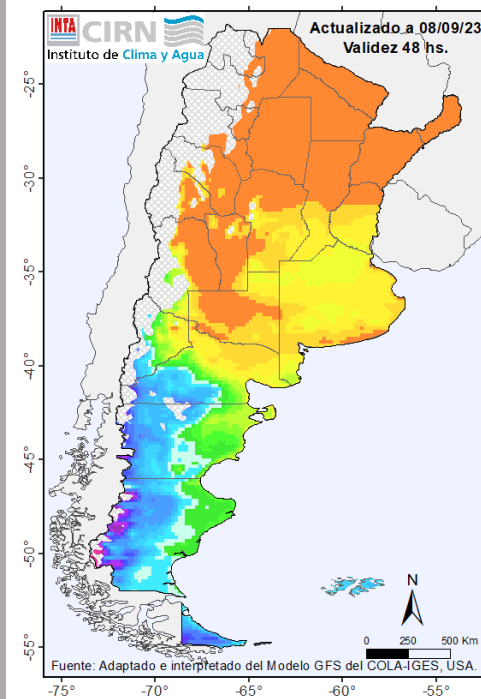 INTA CIRN
Instituto de Clima y Agua
Actualizado a 08/09/23
Validez 48 hs.
-25°
-30°
-35°
-40°
-45°
-50°
-55°
N
0 250 500 Km
Fuente: Adaptado e interpretado del Modelo GFS del COLA-IGES, USA.
-75° -70° -65° -60° -55°